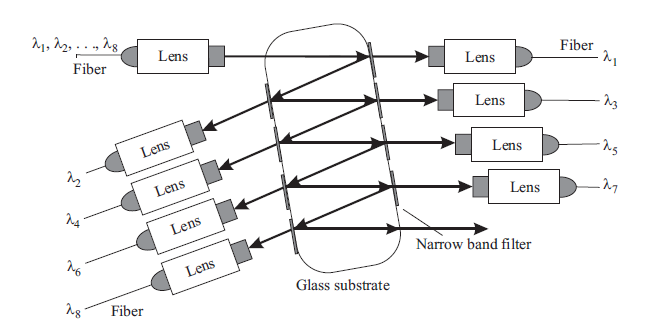 λ1, λ2, . . ., λ8
Fiber
Lens
Lens
Fiber
λ1
Lens
λ3
Lens
λ5
Lens
λ7
Lens
λ2
Lens
λ4
Lens
λ6
Lens
λ8
Fiber
Narrow band filter
Glass substrate